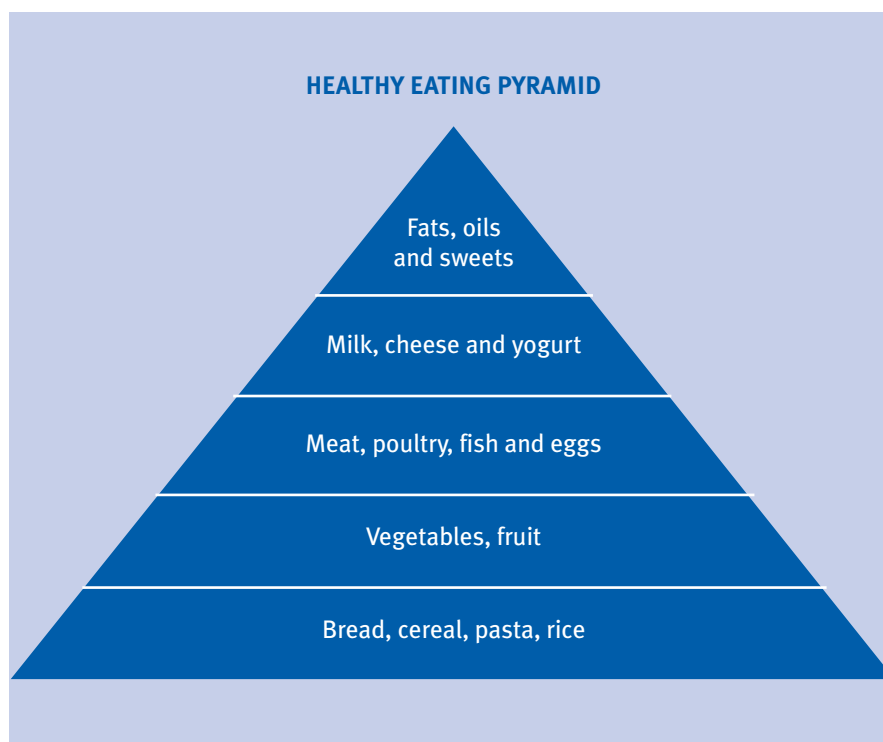 HEALTHY EATING PYRAMID
Fats, oils
and sweets
Milk, cheese and yogurt
Meat, poultry, fish and eggs
Vegetables, fruit
Bread, cereal, pasta, rice